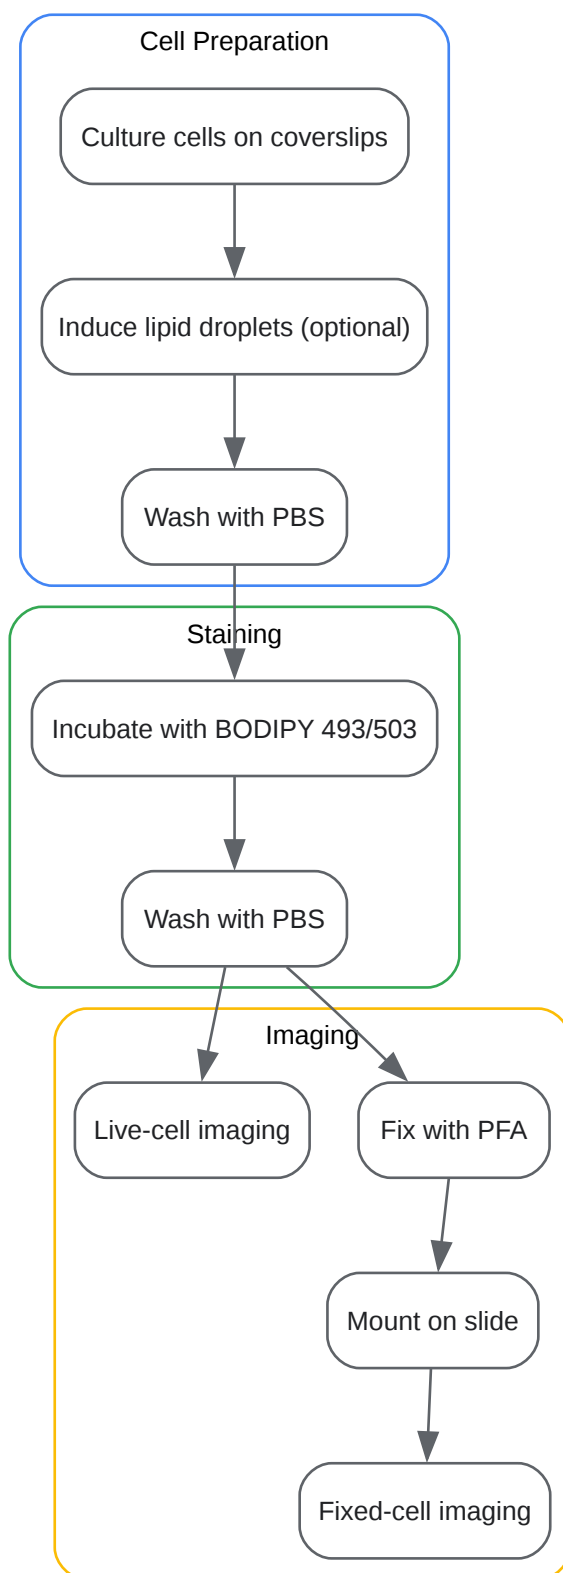 Cell Preparation
Culture cells on coverslips
Induce lipid droplets (optional)
Wash with PBS
Staining
Incubate with BODIPY 493/503
Wash with PBS
Imaging
Live-cell imaging
Fix with PFA
Mount on slide
Fixed-cell imaging